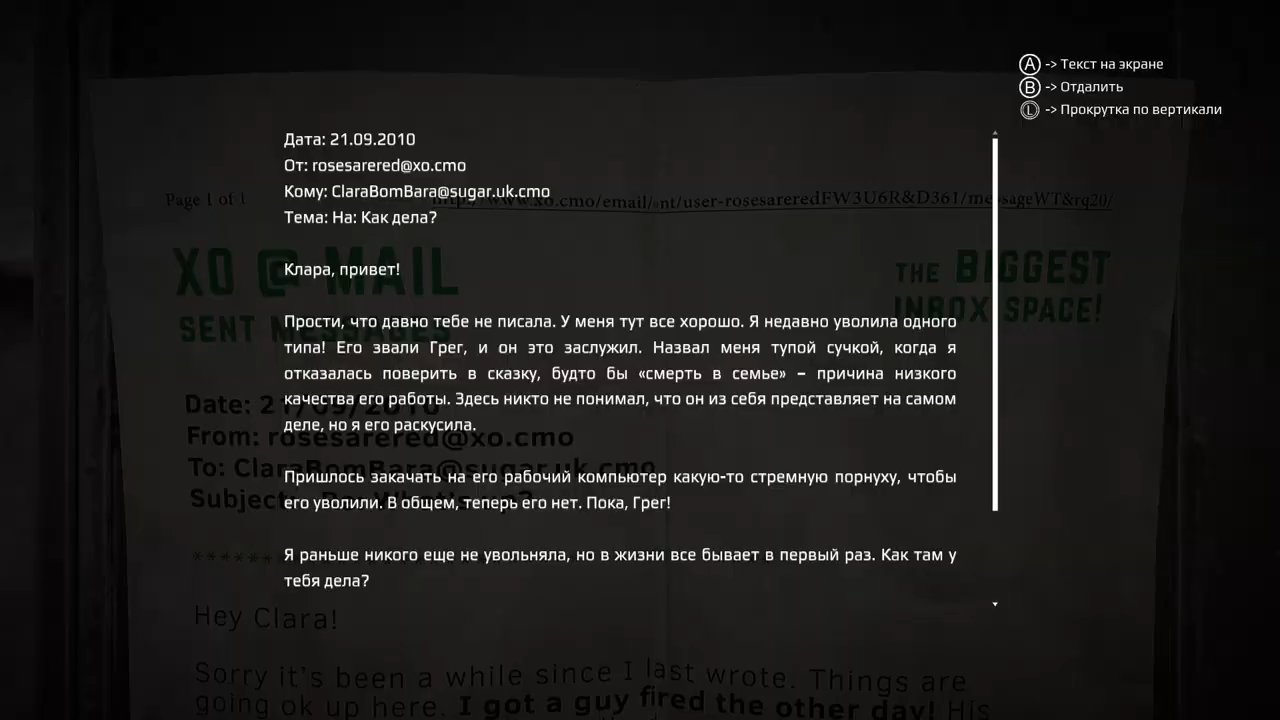 A -> Текст на экране
B -> Отдалить
L -> Прокрутка по вертикали
Дата: 21.09.2010
От: rosesarered@xo.cmo
Кому: ClaraBomBara@sugar.uk.cmo
Тема: На: Как дела?
Клара, привет!
Прости, что давно тебе не писала. У меня тут все хорошо. Я недавно уволила одного
типа! Его звали Грег, и он это заслужил. Назвал меня тупой сучкой, когда я
отказалась поверить в сказку, будто бы «смерть в семье» – причина низкого
качества его работы. Здесь никто не понимал, что он из себя представляет на самом
деле, но я его раскусила.
Пришлось закачать на его рабочий компьютер какую-то стремную порнуху, чтобы
его уволили. В общем, теперь его нет. Пока, Грег!
Я раньше никого еще не увольняла, но в жизни все бывает в первый раз. Как там у
тебя дела?
Page 1 of 1
XO @ MAIL
SENT MESSAGES
THE BIGGEST
INBOX SPACE!
Date: 21/09/2010
From: rosesarered@xo.cmo
To: ClaraBomBara@sugar.uk.cmo
Subject: Re: What's up?
Hey Clara!
Sorry it's been a while since I last wrote. Things are
going ok up here. I got a guy fired the other day! His